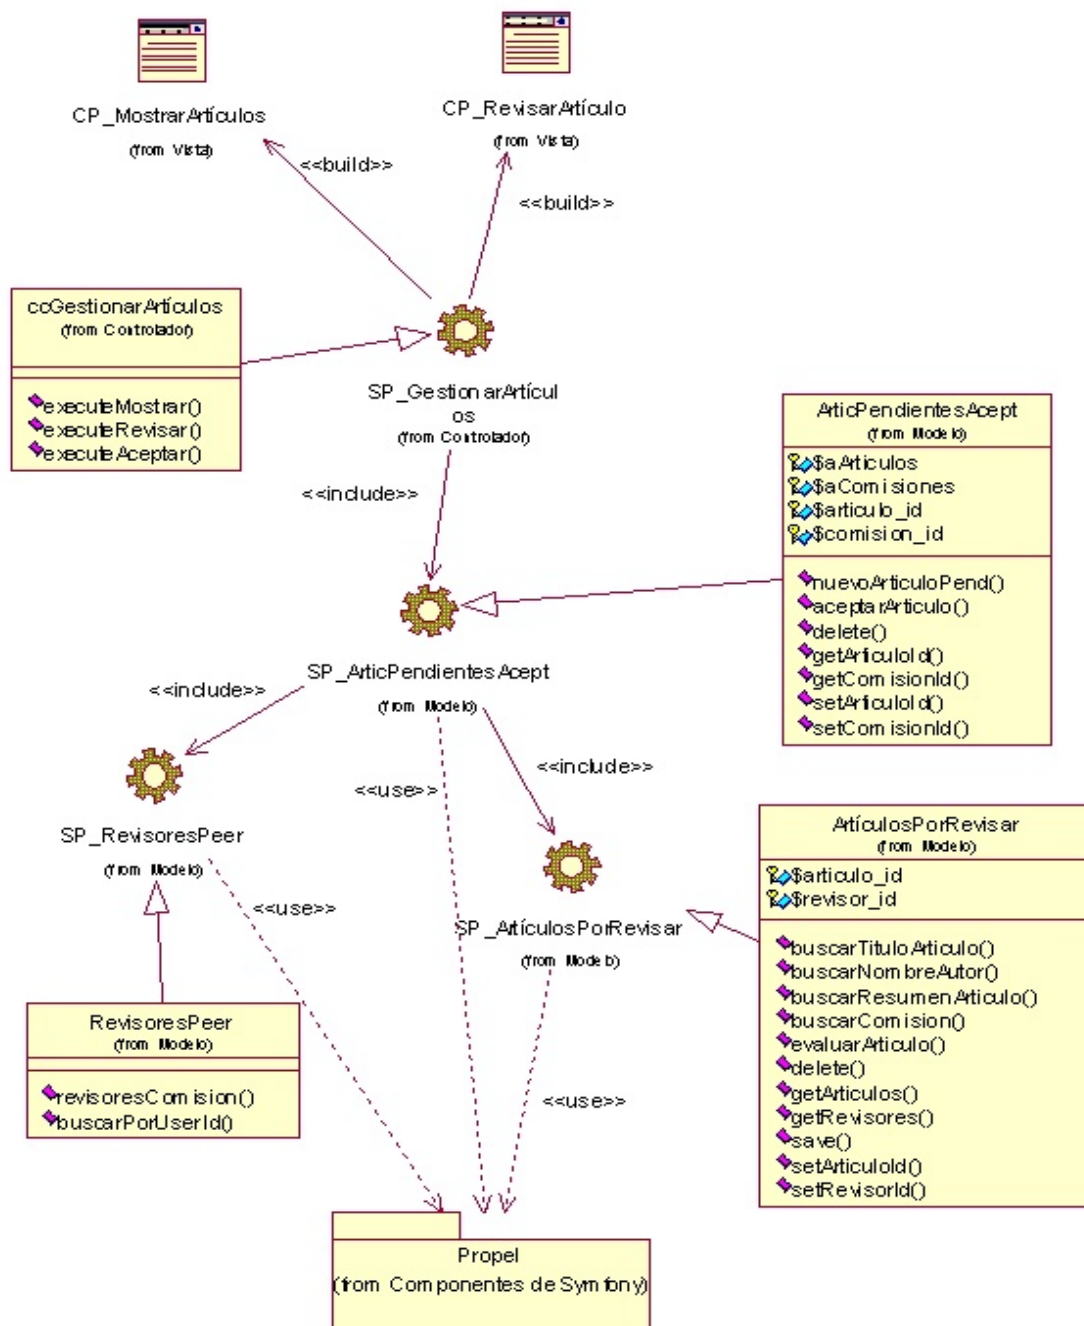 CP_MostrarArtículos
(from Vista)
CP_RevisarArtículo
(from Vista)
<<build>>
<<build>>
ccGestionarArtículos
(from Controlador)
executeMostrar()
executeRevisar()
executeAceptar()
SP_GestionarArtícul
os
(from Controlador)
<<include>>
ArticPendientesAcept
(from Modelo)
$aArticulos
$aComisiones
$articulo_id
$comision_id
nuevoArticuloPend()
aceptarArticulo()
delete()
getArticuloId()
getComisionId()
setArticuloId()
setComisionId()
SP_ArticPendientesAcept
(from Modelo)
<<include>>
<<include>>
<<use>>
SP_RevisoresPeer
(from Modelo)
<<use>>
SP_ArtículosPorRevisar
(from Modelo)
ArtículosPorRevisar
(from Modelo)
$articulo_id
$revisor_id
buscarTituloArticulo()
buscarNombreAutor()
buscarResumenArticulo()
buscarComision()
evaluarArticulo()
delete()
getArticulos()
getRevisores()
save()
setArticuloId()
setRevisorId()
RevisoresPeer
(from Modelo)
revisoresComision()
buscarPorUserId()
<<use>>
Propel
(from Componentes de Symfony)